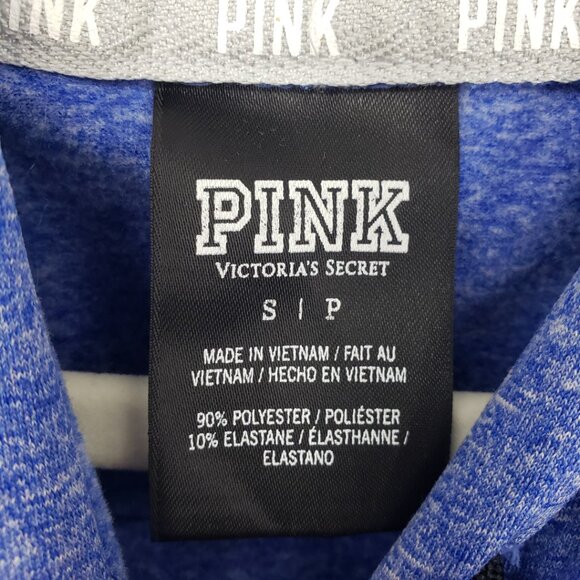 PINK PINK PINK
PINK
VICTORIA'S SECRET
S | P
MADE IN VIETNAM / FAIT AU
VIETNAM / HECHO EN VIETNAM
90% POLYESTER / POLIÉSTER
10% ELASTANE / ÉLASTHANNE /
ELASTANO